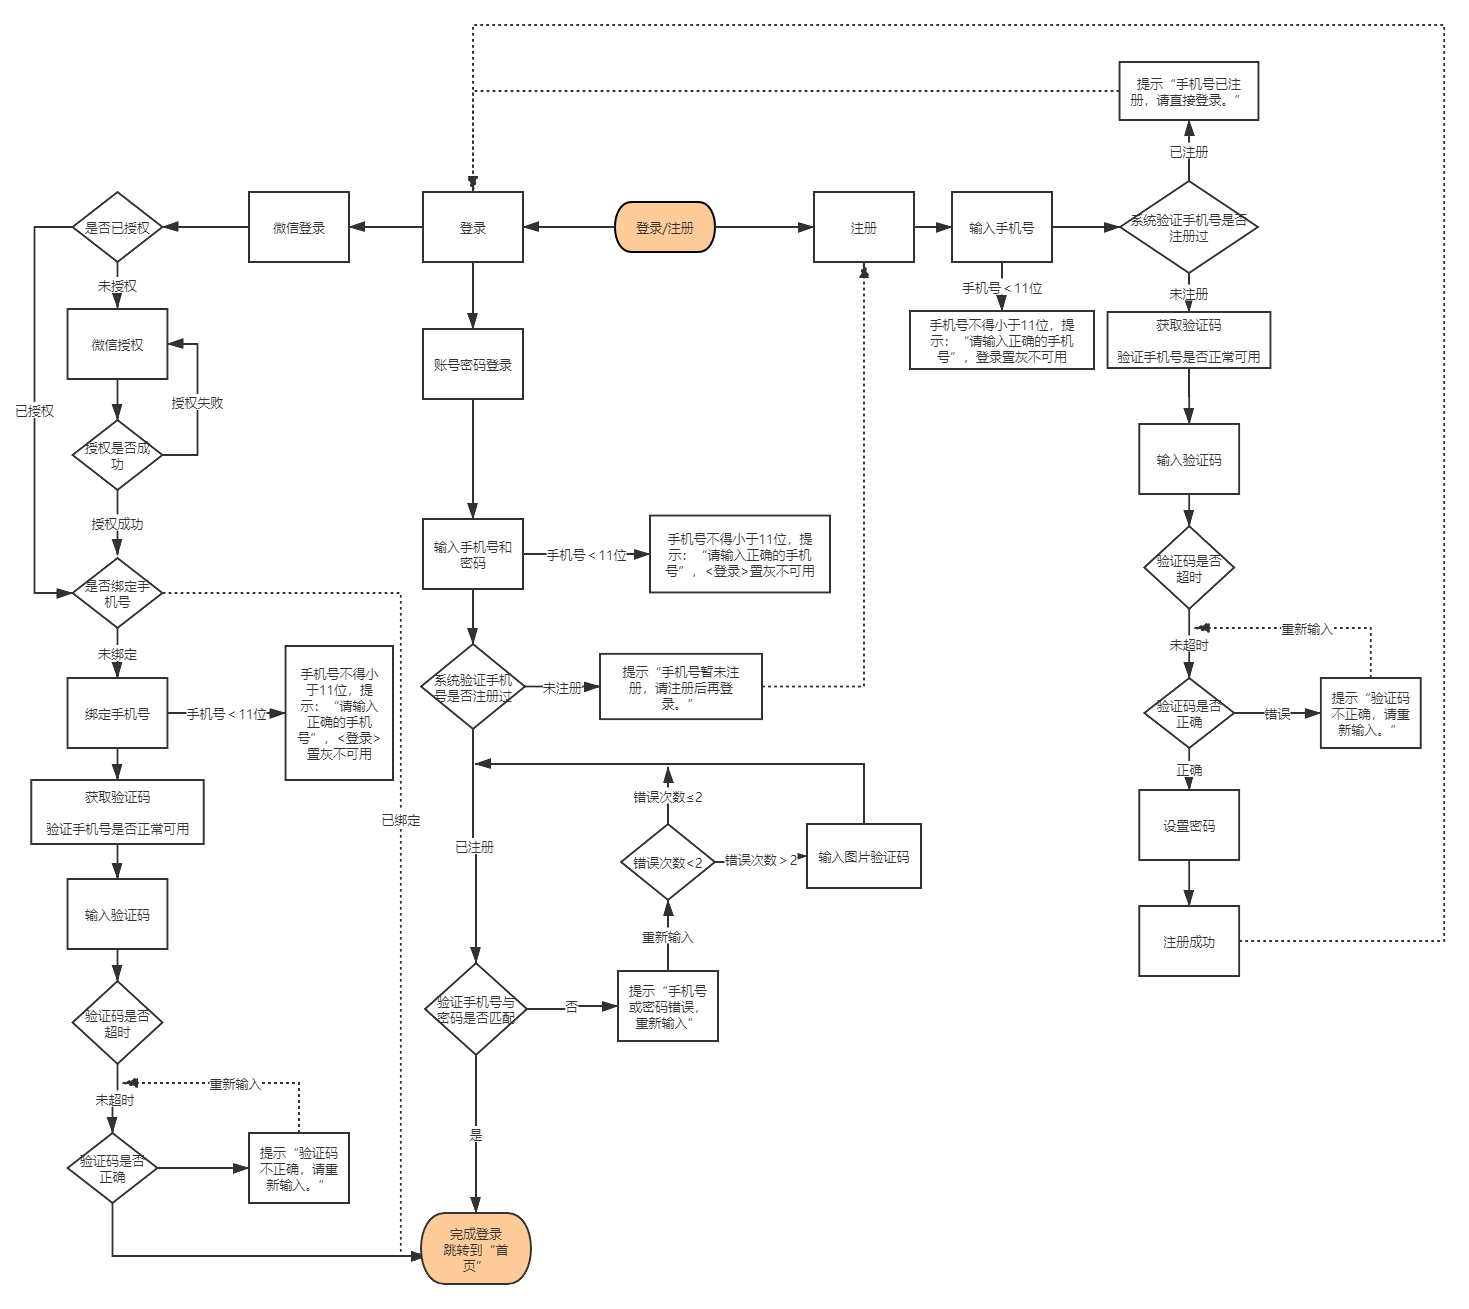 提示“手机号已注
册，请直接登录。”
已注册
是否已授权
微信登录
登录
登录/注册
注册
输入手机号
系统验证手机号是否
注册过
未授权
手机号＜11位
未注册
微信授权
手机号不得小于11位，提
示：“请输入正确的手机
号”，登录置灰不可用
获取验证码
验证手机号是否正常可用
账号密码登录
已授权
授权失败
授权是否成
功
输入验证码
授权成功
输入手机号和
密码
手机号＜11位
手机号不得小于11位，提
示：“请输入正确的手机
号”，<登录>置灰不可用
验证码是否
超时
是否绑定手
机号
重新输入
未超时
未绑定
系统验证手机
号是否注册过
未注册
提示“手机号暂未注
册，请注册后再登
录。”
绑定手机号
手机号＜11位
手机号不得小
于11位，提
示：“请输入
正确的手机
号”，<登录>
置灰不可用
验证码是否
正确
错误
提示“验证码
不正确，请重
新输入。”
正确
获取验证码
验证手机号是否正常可用
已绑定
错误次数≤2
设置密码
已注册
错误次数<2
错误次数＞2
输入图片验证码
输入验证码
重新输入
注册成功
验证码是否
超时
验证手机号与
密码是否匹配
否
提示“手机号
或密码错误，
重新输入”
重新输入
未超时
是
验证码是否
正确
提示“验证码
不正确，请重
新输入。”
完成登录
跳转到“首
页”